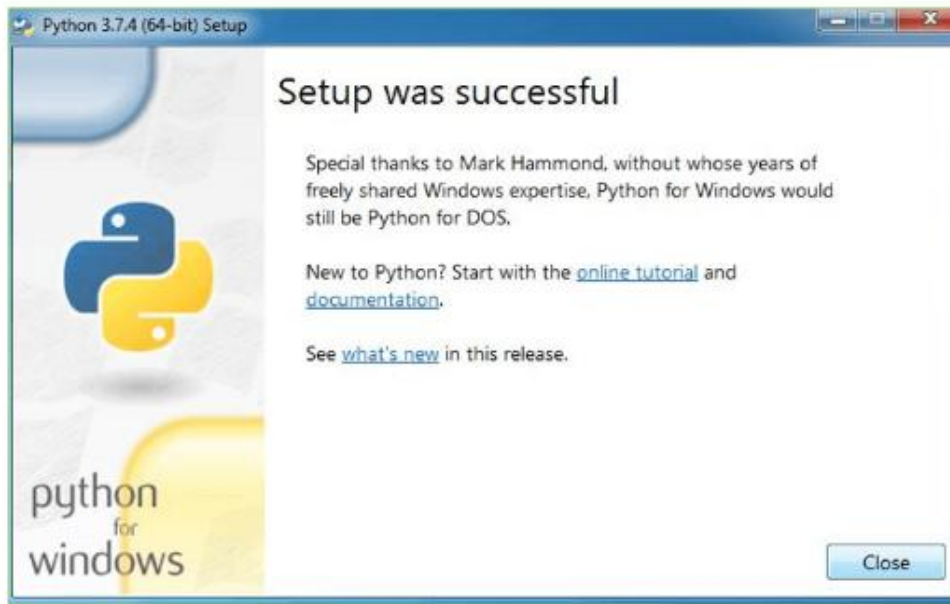 Python 3.7.4 (64-bit) Setup
Setup was successful
Special thanks to Mark Hammond, without whose years of
freely shared Windows expertise, Python for Windows would
still be Python for DOS.
New to Python? Start with the online tutorial and
documentation.
See what's new in this release.
python
for
windows
Close